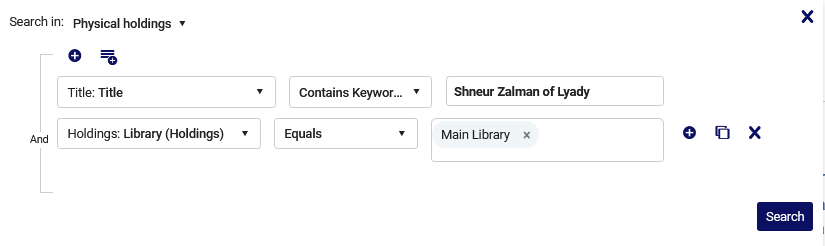 Search in: Physical holdings
Title: Title Contains Keywor... Shneur Zalman of Lyady
Holdings: Library (Holdings) Equals Main Library
And
Search